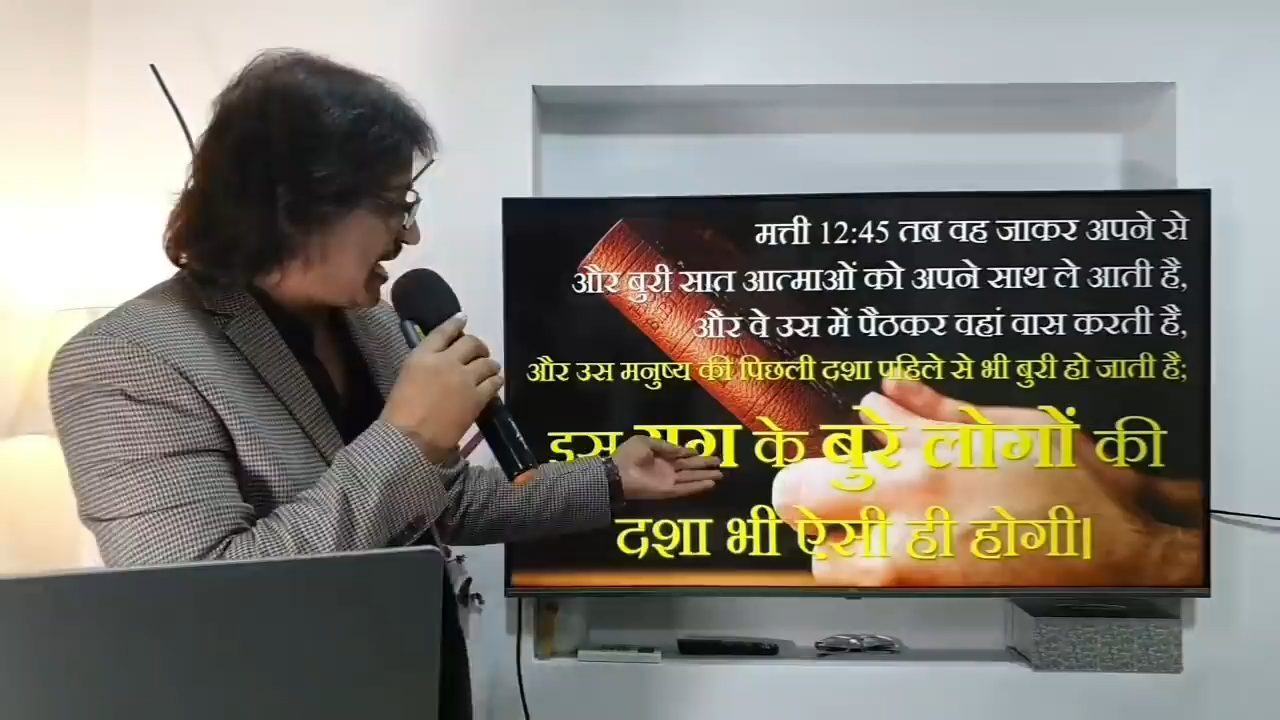 मत्ती 12:45 तब वह जाकर अपने से
और बुरी सात आत्माओं को अपने साथ ले आती है,
और वे उस में पैठकर वहां वास करती है,
और उस मनुष्य की पिछली दशा पहिले से भी बुरी हो जाती है;
इस युग के बुरे लोगों की
दशा भी ऐसी ही होगी|